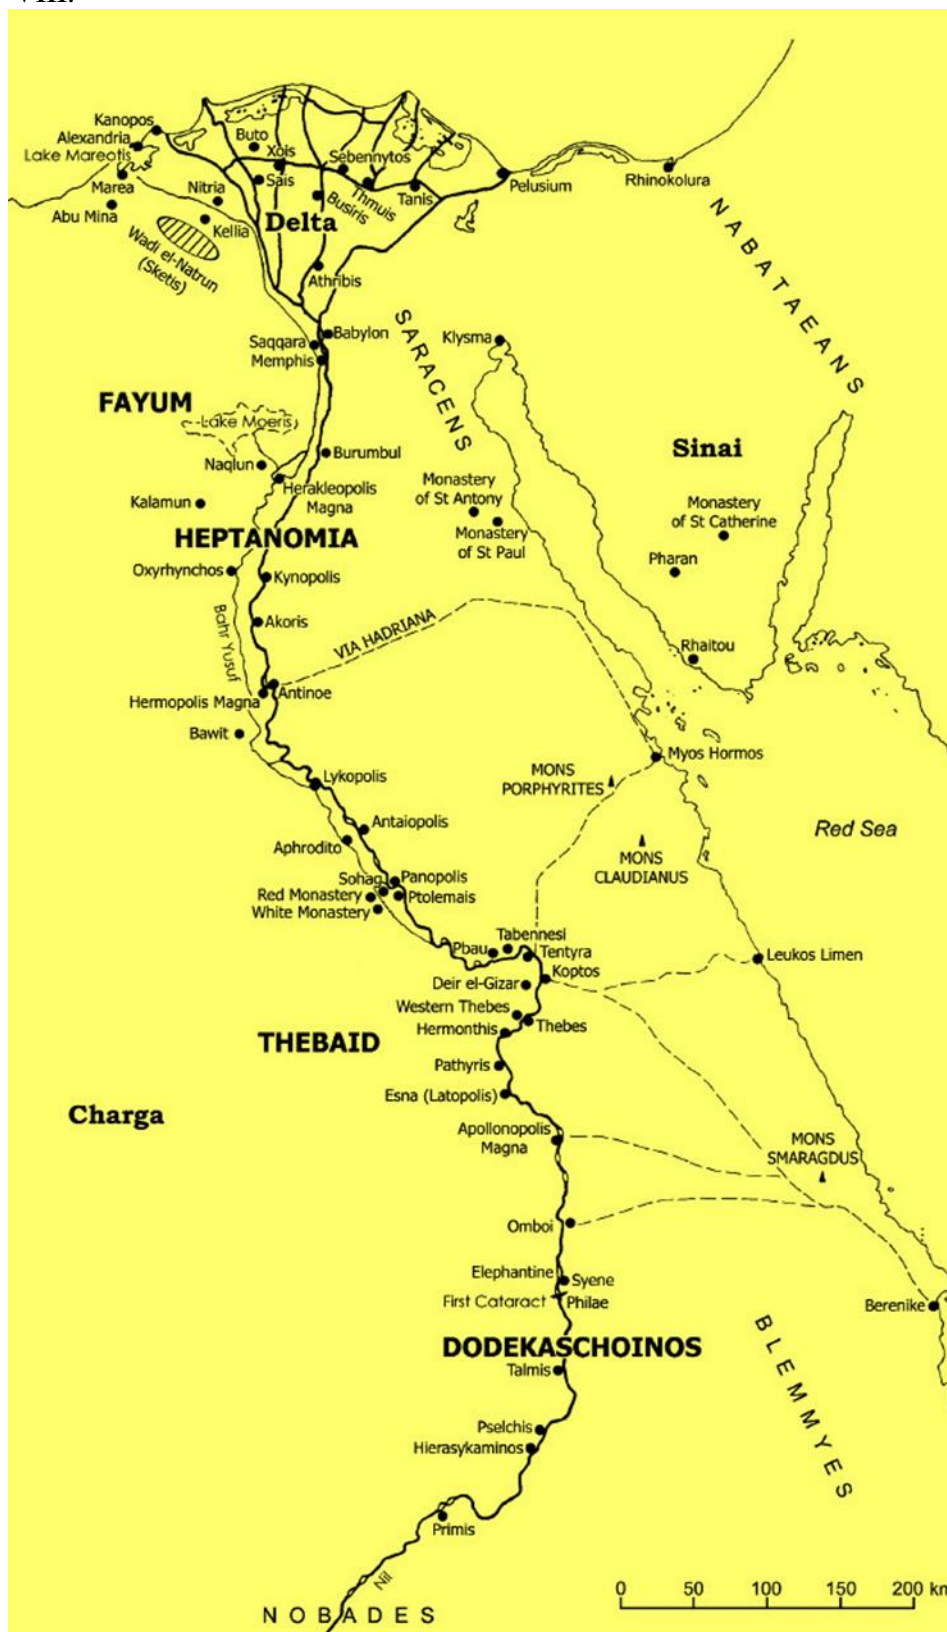 Kanopos
Alexandria
Lake Mareotis
Marea
Abu Mina
Nitria
Kellia
Wadi el-Natrun
(Sketis)
Buto
Xois
Sais
Sebennytos
Thmuis
Busiris
Tanis
Delta
Athribis
Pelusium
Rhinokolura
NABATAEANS
SARACENS
Babylon
Saqqara
Memphis
Klysma
FAYUM
Lake Moeris
Naqlun
Burumbul
Herakleopolis
Magna
Kalamun
Sinai
Monastery
of St Antony
Monastery
of St Paul
Monastery
of St Catherine
Pharan
HEPTANOMIA
Oxyrhynchos
Kynopolis
Akoris
Bahr Yusuf
VIA HADRIANA
Rhaitou
Hermopolis Magna
Antinoe
Bawit
Myos Hormos
Lykopolis
MONS
PORPHYRITES
Antaiopolis
Aphrodito
MONS
CLAUDIANUS
Red Sea
Sohag
Panopolis
Red Monastery
Ptolemais
White Monastery
Tabennesi
Pbau
Tentyra
Koptos
Leukos Limen
Deir el-Gizar
Western Thebes
Thebes
Hermonthis
THEBAID
Pathyris
Esna (Latopolis)
Charga
Apollonopolis
Magna
MONS
SMARAGDUS
Omboi
Elephantine
Syene
First Cataract
Philae
Berenike
DODEKASCHOINOS
Talmis
BLEMMYES
Pselchis
Hierasykaminos
Primis
Nil
NOBADES
0 50 100 150 200 km